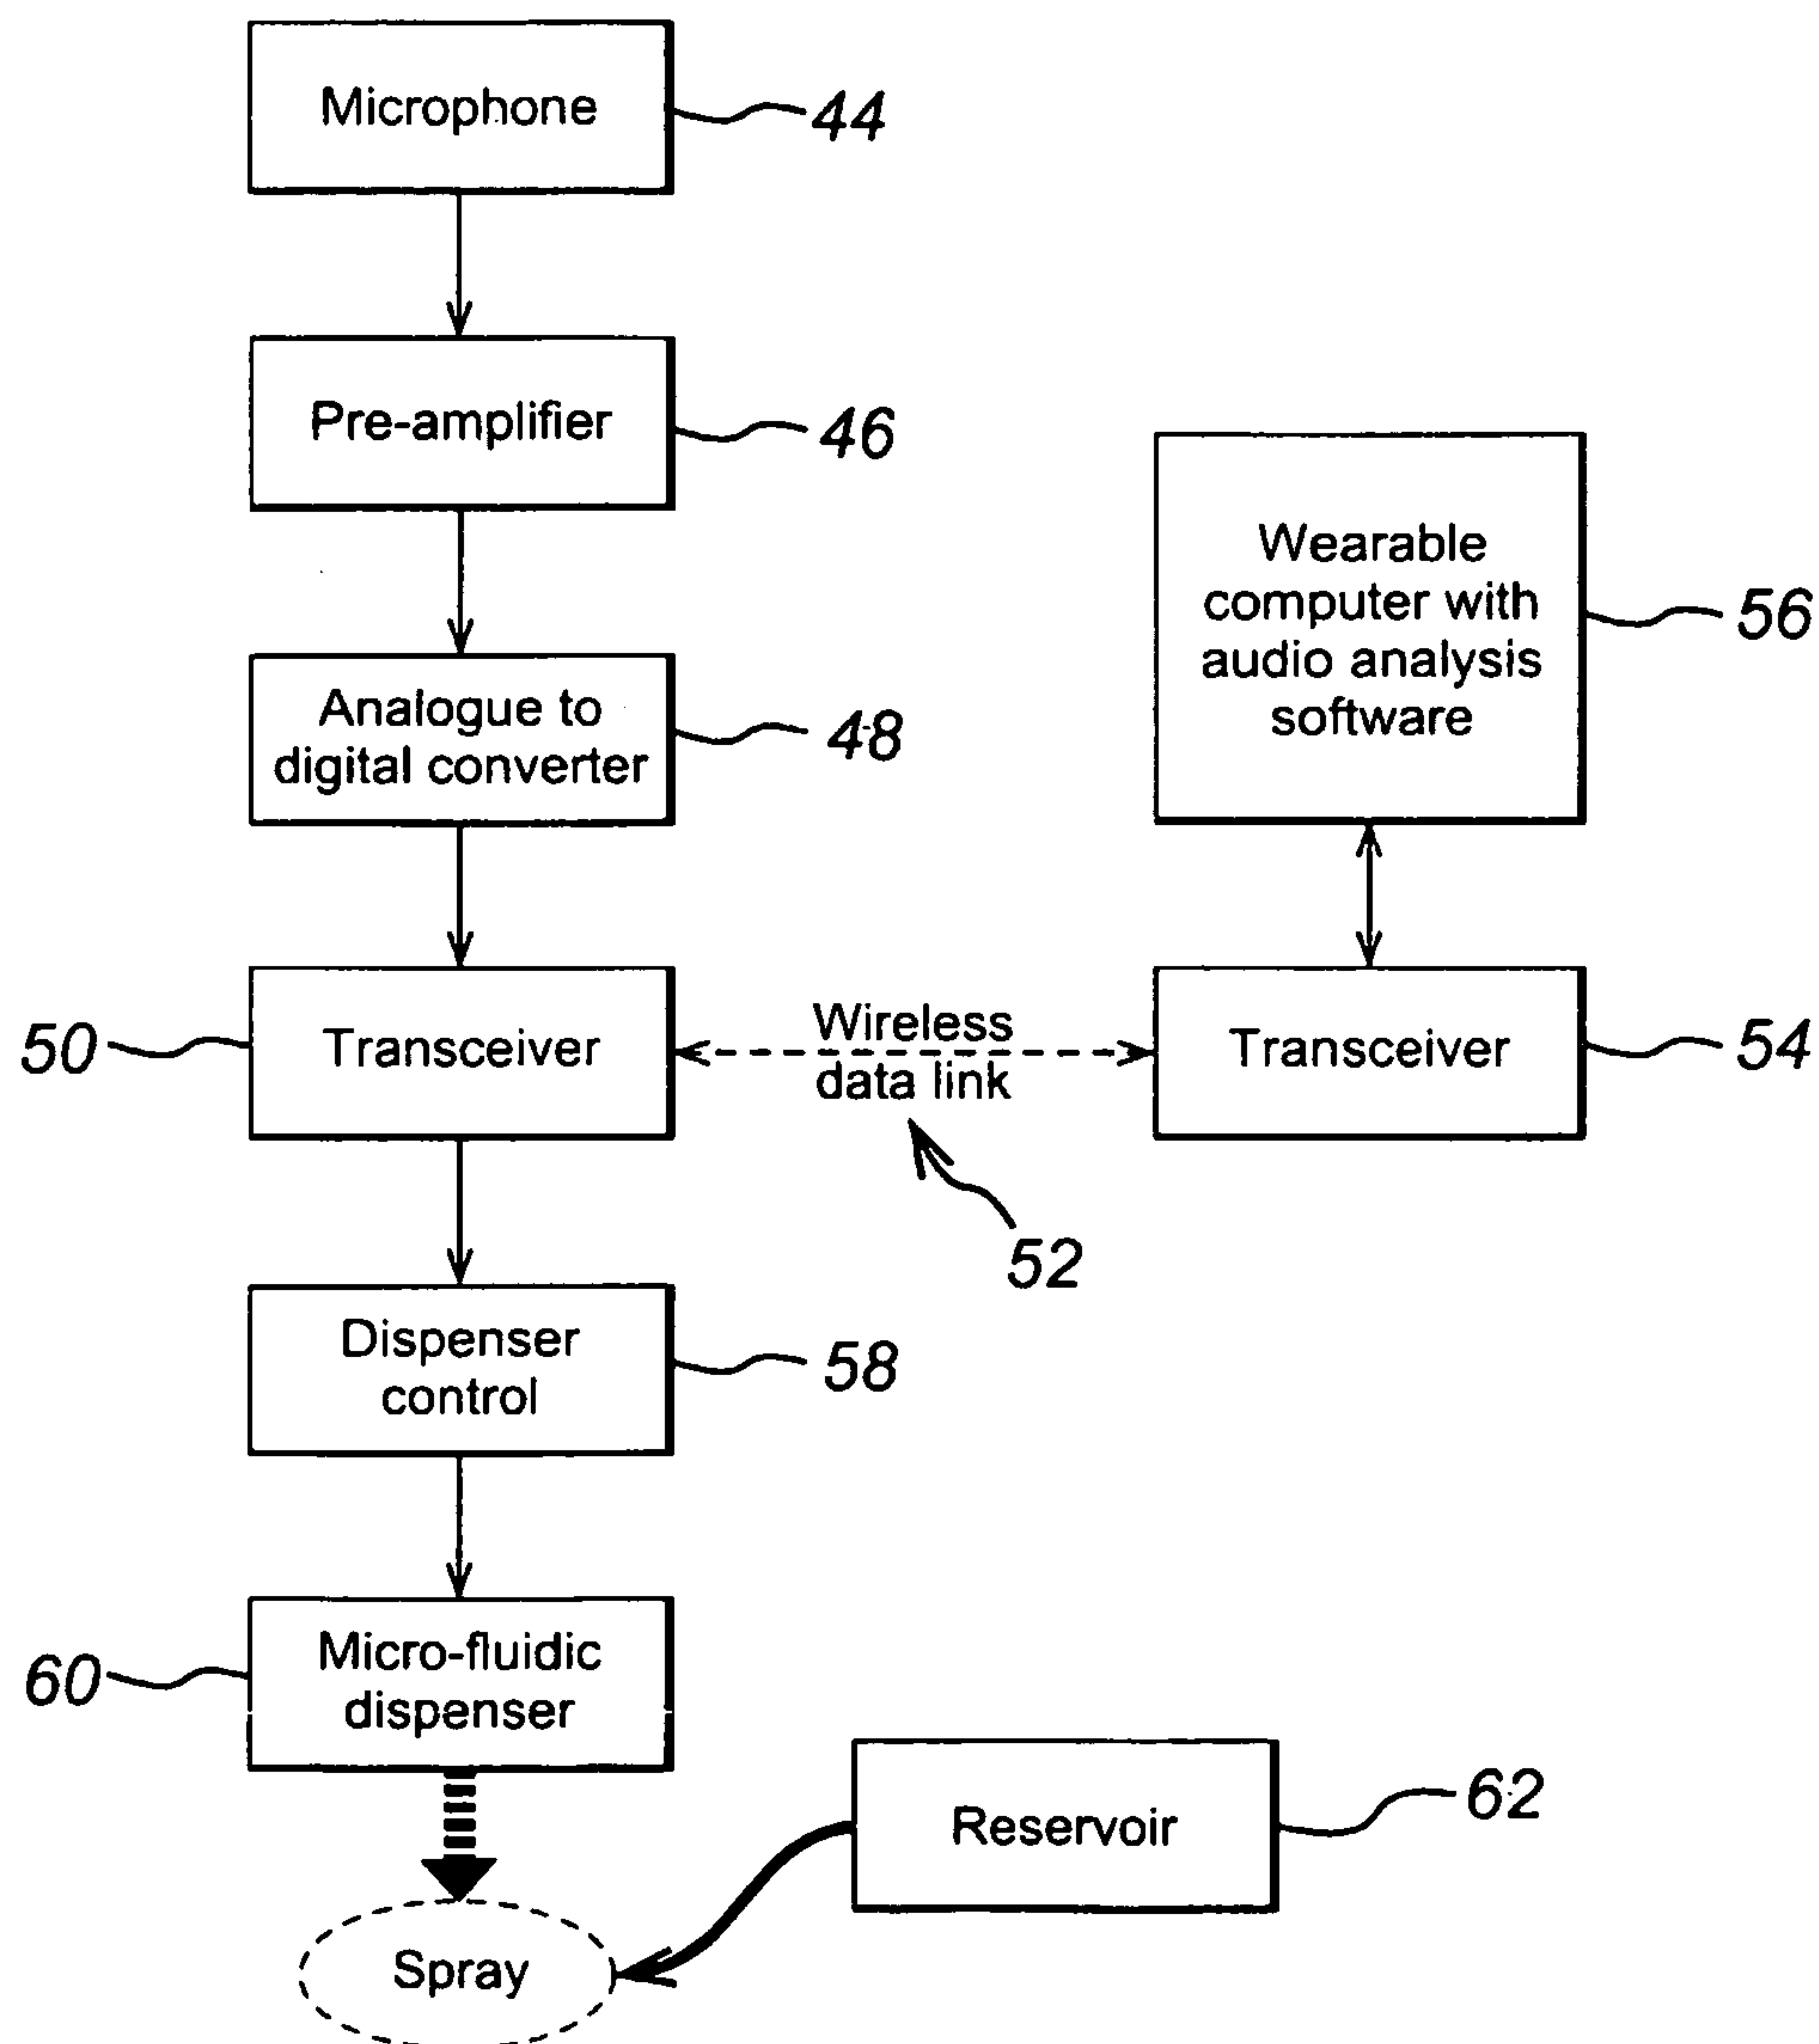 Microphone
44
Pre-amplifier
46
Analogue to
digital converter
48
Wearable
computer with
audio analysis
software
56
50
Transceiver
Wireless
data link
52
Transceiver
54
Dispenser
control
58
60
Micro-fluidic
dispenser
Reservoir
62
Spray